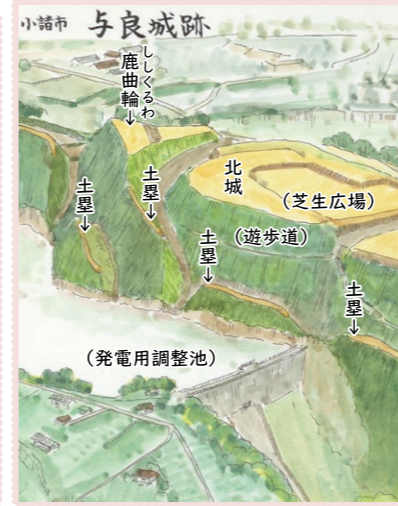 小諸市 与良城跡
ししくるわ
鹿曲輪↓
北城
(芝生広場)
土塁↓
土塁↓
土塁↓
(遊歩道)
土塁↓
(発電用調整池)